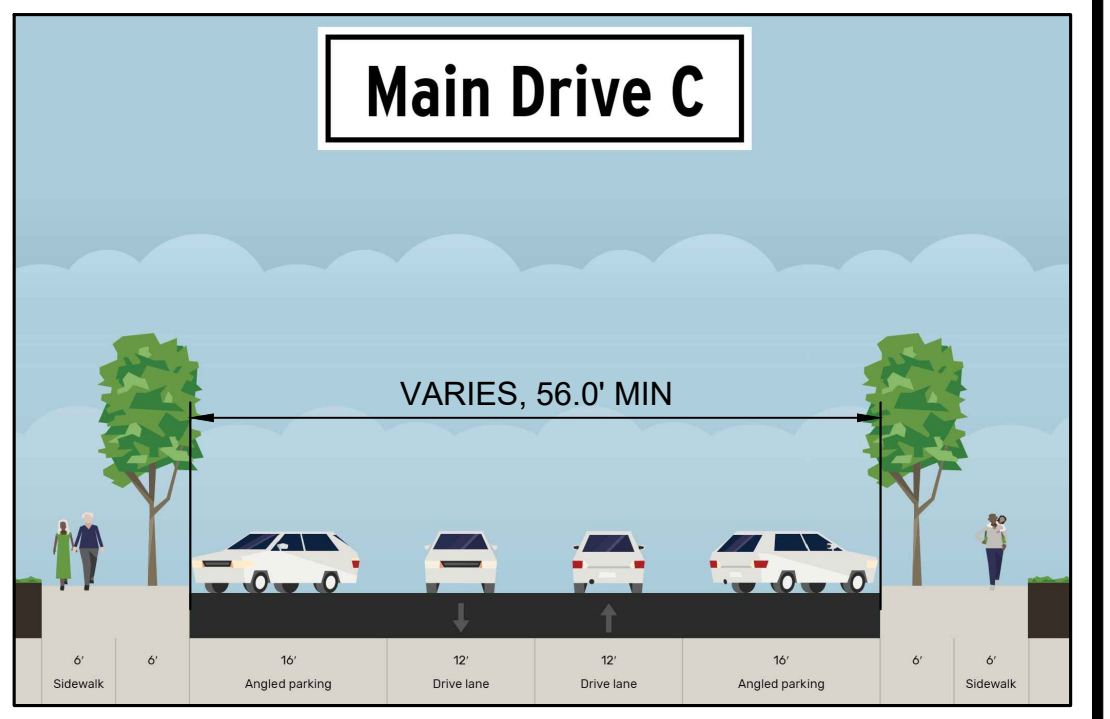 Main Drive C
VARIES, 56.0' MIN
6' 6' 16' 12' 12' 16' 6' 6'
Sidewalk Angled parking Drive lane Drive lane Angled parking Sidewalk